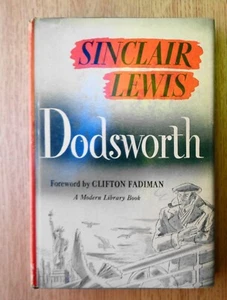 SINCLAIR
LEWIS
Dodsworth
Foreword by CLIFTON FADIMAN
A Modern Library Book